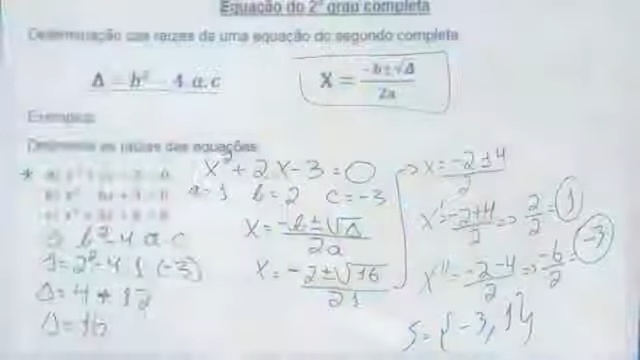 Equação do 2º grau completa
Determinação das raízes de uma equação do segundo completa
Δ = b² - 4.a.c
X = -b±√Δ / 2a
Exemplos:
Determine as raízes das equações
* a)
b)
c)
x² + 2x - 3 = 0
a = 1 b = 2 c = -3
Δ = b² - 4 a c
Δ = 2² - 4 1 (-3)
Δ = 4 + 12
Δ = 16
X = -b ± √Δ / 2a
X = -2 ± √16 / 2 1
X = -2 ± 4 / 2
X' = -2+4 / 2 => 2/2 = 1
X'' = -2-4 / 2 => -6/2 = -3
S = {-3, 1}